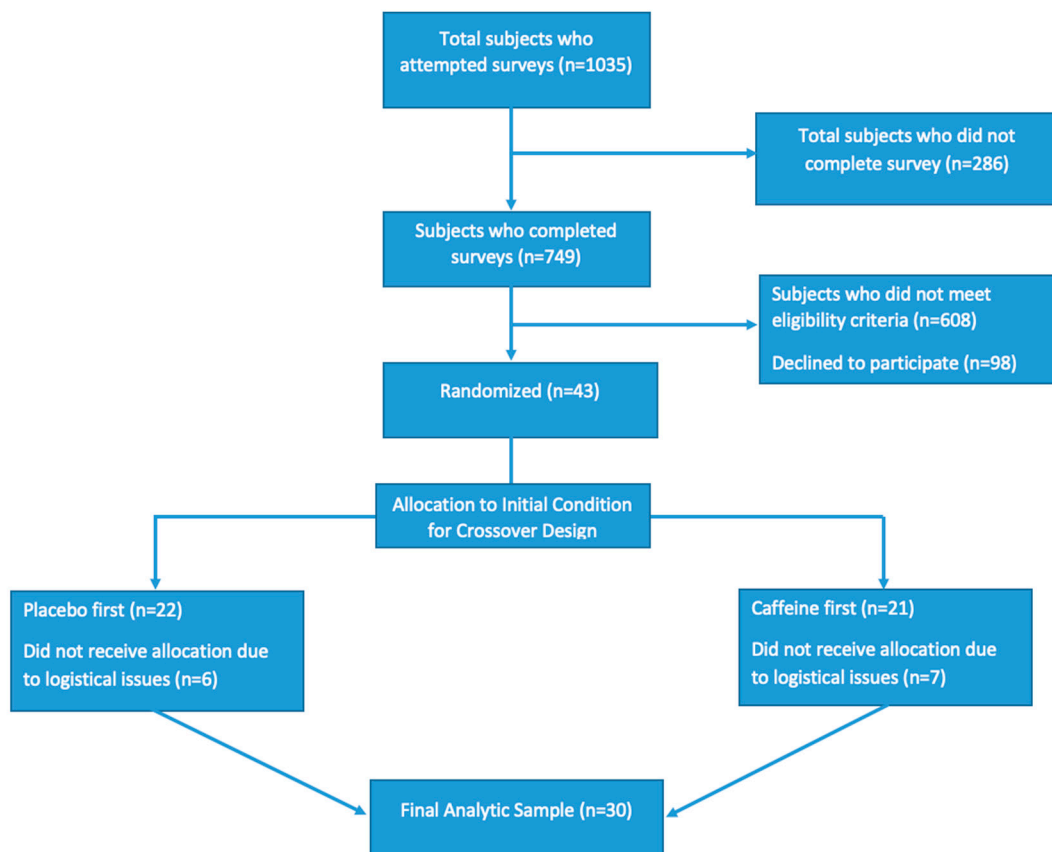 Total subjects who
attempted surveys (n=1035)
Total subjects who did not
complete survey (n=286)
Subjects who completed
surveys (n=749)
Subjects who did not meet
eligibility criteria (n=608)
Declined to participate (n=98)
Randomized (n=43)
Allocation to Initial Condition
for Crossover Design
Placebo first (n=22)
Did not receive allocation due
to logistical issues (n=6)
Caffeine first (n=21)
Did not receive allocation due
to logistical issues (n=7)
Final Analytic Sample (n=30)